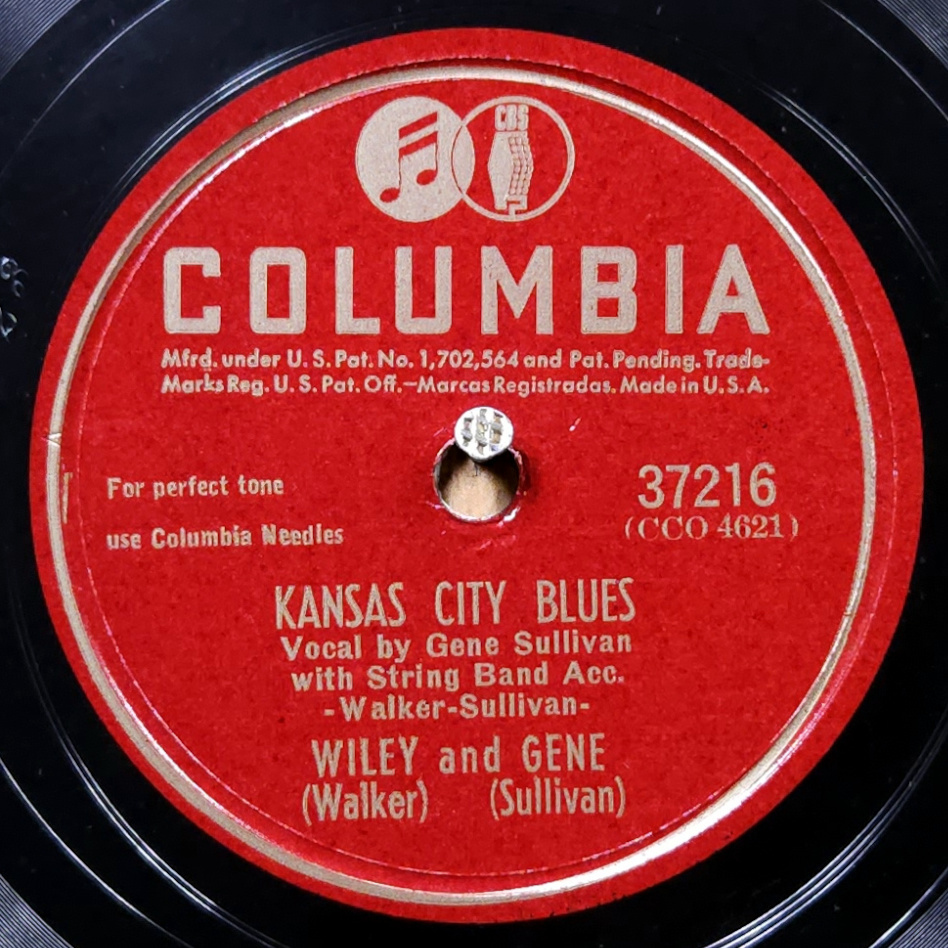 CBS
COLUMBIA
Mfrd. under U. S. Pat. No. 1,702,564 and Pat. Pending. Trade-
Marks Reg. U. S. Pat. Off.—Marcas Registradas. Made in U. S. A.
For perfect tone
use Columbia Needles
37216
(CCO 4621)
KANSAS CITY BLUES
Vocal by Gene Sullivan
with String Band Acc.
-Walker-Sullivan-
WILEY and GENE
(Walker) (Sullivan)